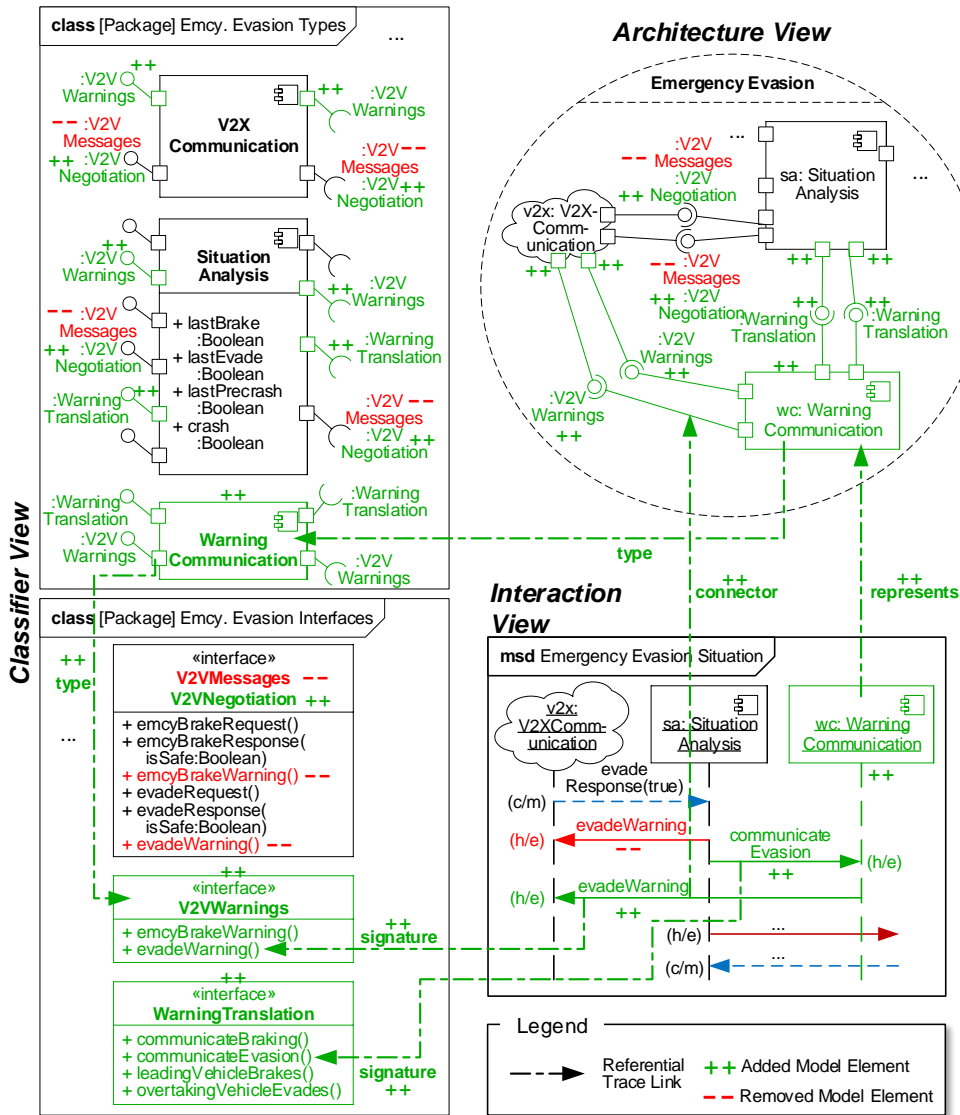 class [Package] Emcy. Evasion Types
...
++
:V2V
Warnings
-- :V2V
Messages
++ :V2V
Negotiation
V2X
Communication
++
:V2V
Warnings
:V2V --
Messages
:V2V ++
Negotiation
++
:V2V
Warnings
-- :V2V
Messages
++ :V2V
Negotiation
++
:Warning
Translation
Situation
Analysis
+ lastBrake
:Boolean
+ lastEvade
:Boolean
+ lastPrecrash
:Boolean
+ crash
:Boolean
++
:V2V
Warnings
++
:Warning
Translation
:V2V --
Messages
:V2V ++
Negotiation
++
:Warning
Translation
:V2V
Warnings
Warning
Communication
:Warning
Translation
:V2V
Warnings
Classifier View
class [Package] Emcy. Evasion Interfaces
++
type
...
«interface»
V2VMessages --
V2VNegotiation ++
+ emcyBrakeRequest()
+ emcyBrakeResponse(
isSafe:Boolean)
+ emcyBrakeWarning() --
+ evadeRequest()
+ evadeResponse(
isSafe:Boolean)
+ evadeWarning() --
++
«interface»
V2VWarnings
+ emcyBrakeWarning()
+ evadeWarning()
++
signature
++
«interface»
WarningTranslation
+ communicateBraking()
+ communicateEvasion()
+ leadingVehicleBrakes()
+ overtakingVehicleEvades()
signature
++
Architecture View
Emergency Evasion
...
:V2V
-- Messages
++ :V2V
Negotiation
sa: Situation
Analysis
...
v2x: V2X-
Comm-
unication
++
++
-- :V2V
Messages
++ :V2V
Negotiation
++
++
++
++
:Warning
Translation
:Warning
Translation
:V2V
Warnings
++
:V2V
Warnings
++
++
wc: Warning
Communication
type
++
connector
++
represents
Interaction
View
msd Emergency Evasion Situation
v2x:
V2XComm-
unication
sa: Situation
Analysis
wc: Warning
Communication
++
evade
Response(true)
(c/m)
(h/e)
evadeWarning
--
communicate
Evasion
++
(h/e)
(h/e)
evadeWarning
++
(h/e)
...
(c/m)
...
Legend
Referential
Trace Link
++ Added Model Element
-- Removed Model Element